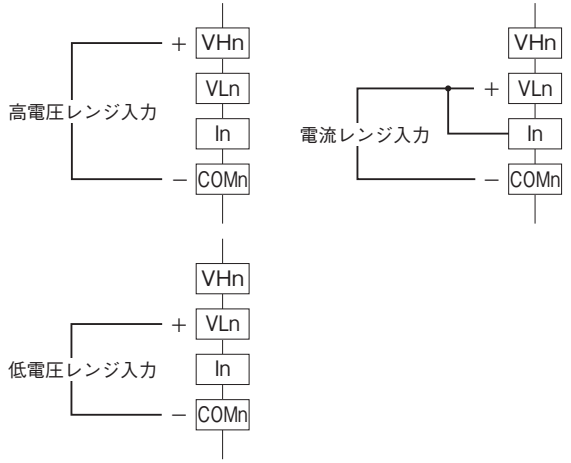 + VHn
VLn
高電圧レンジ入力
In
− COMn
VHn
+ VLn
電流レンジ入力
In
− COMn
VHn
+ VLn
低電圧レンジ入力
In
− COMn